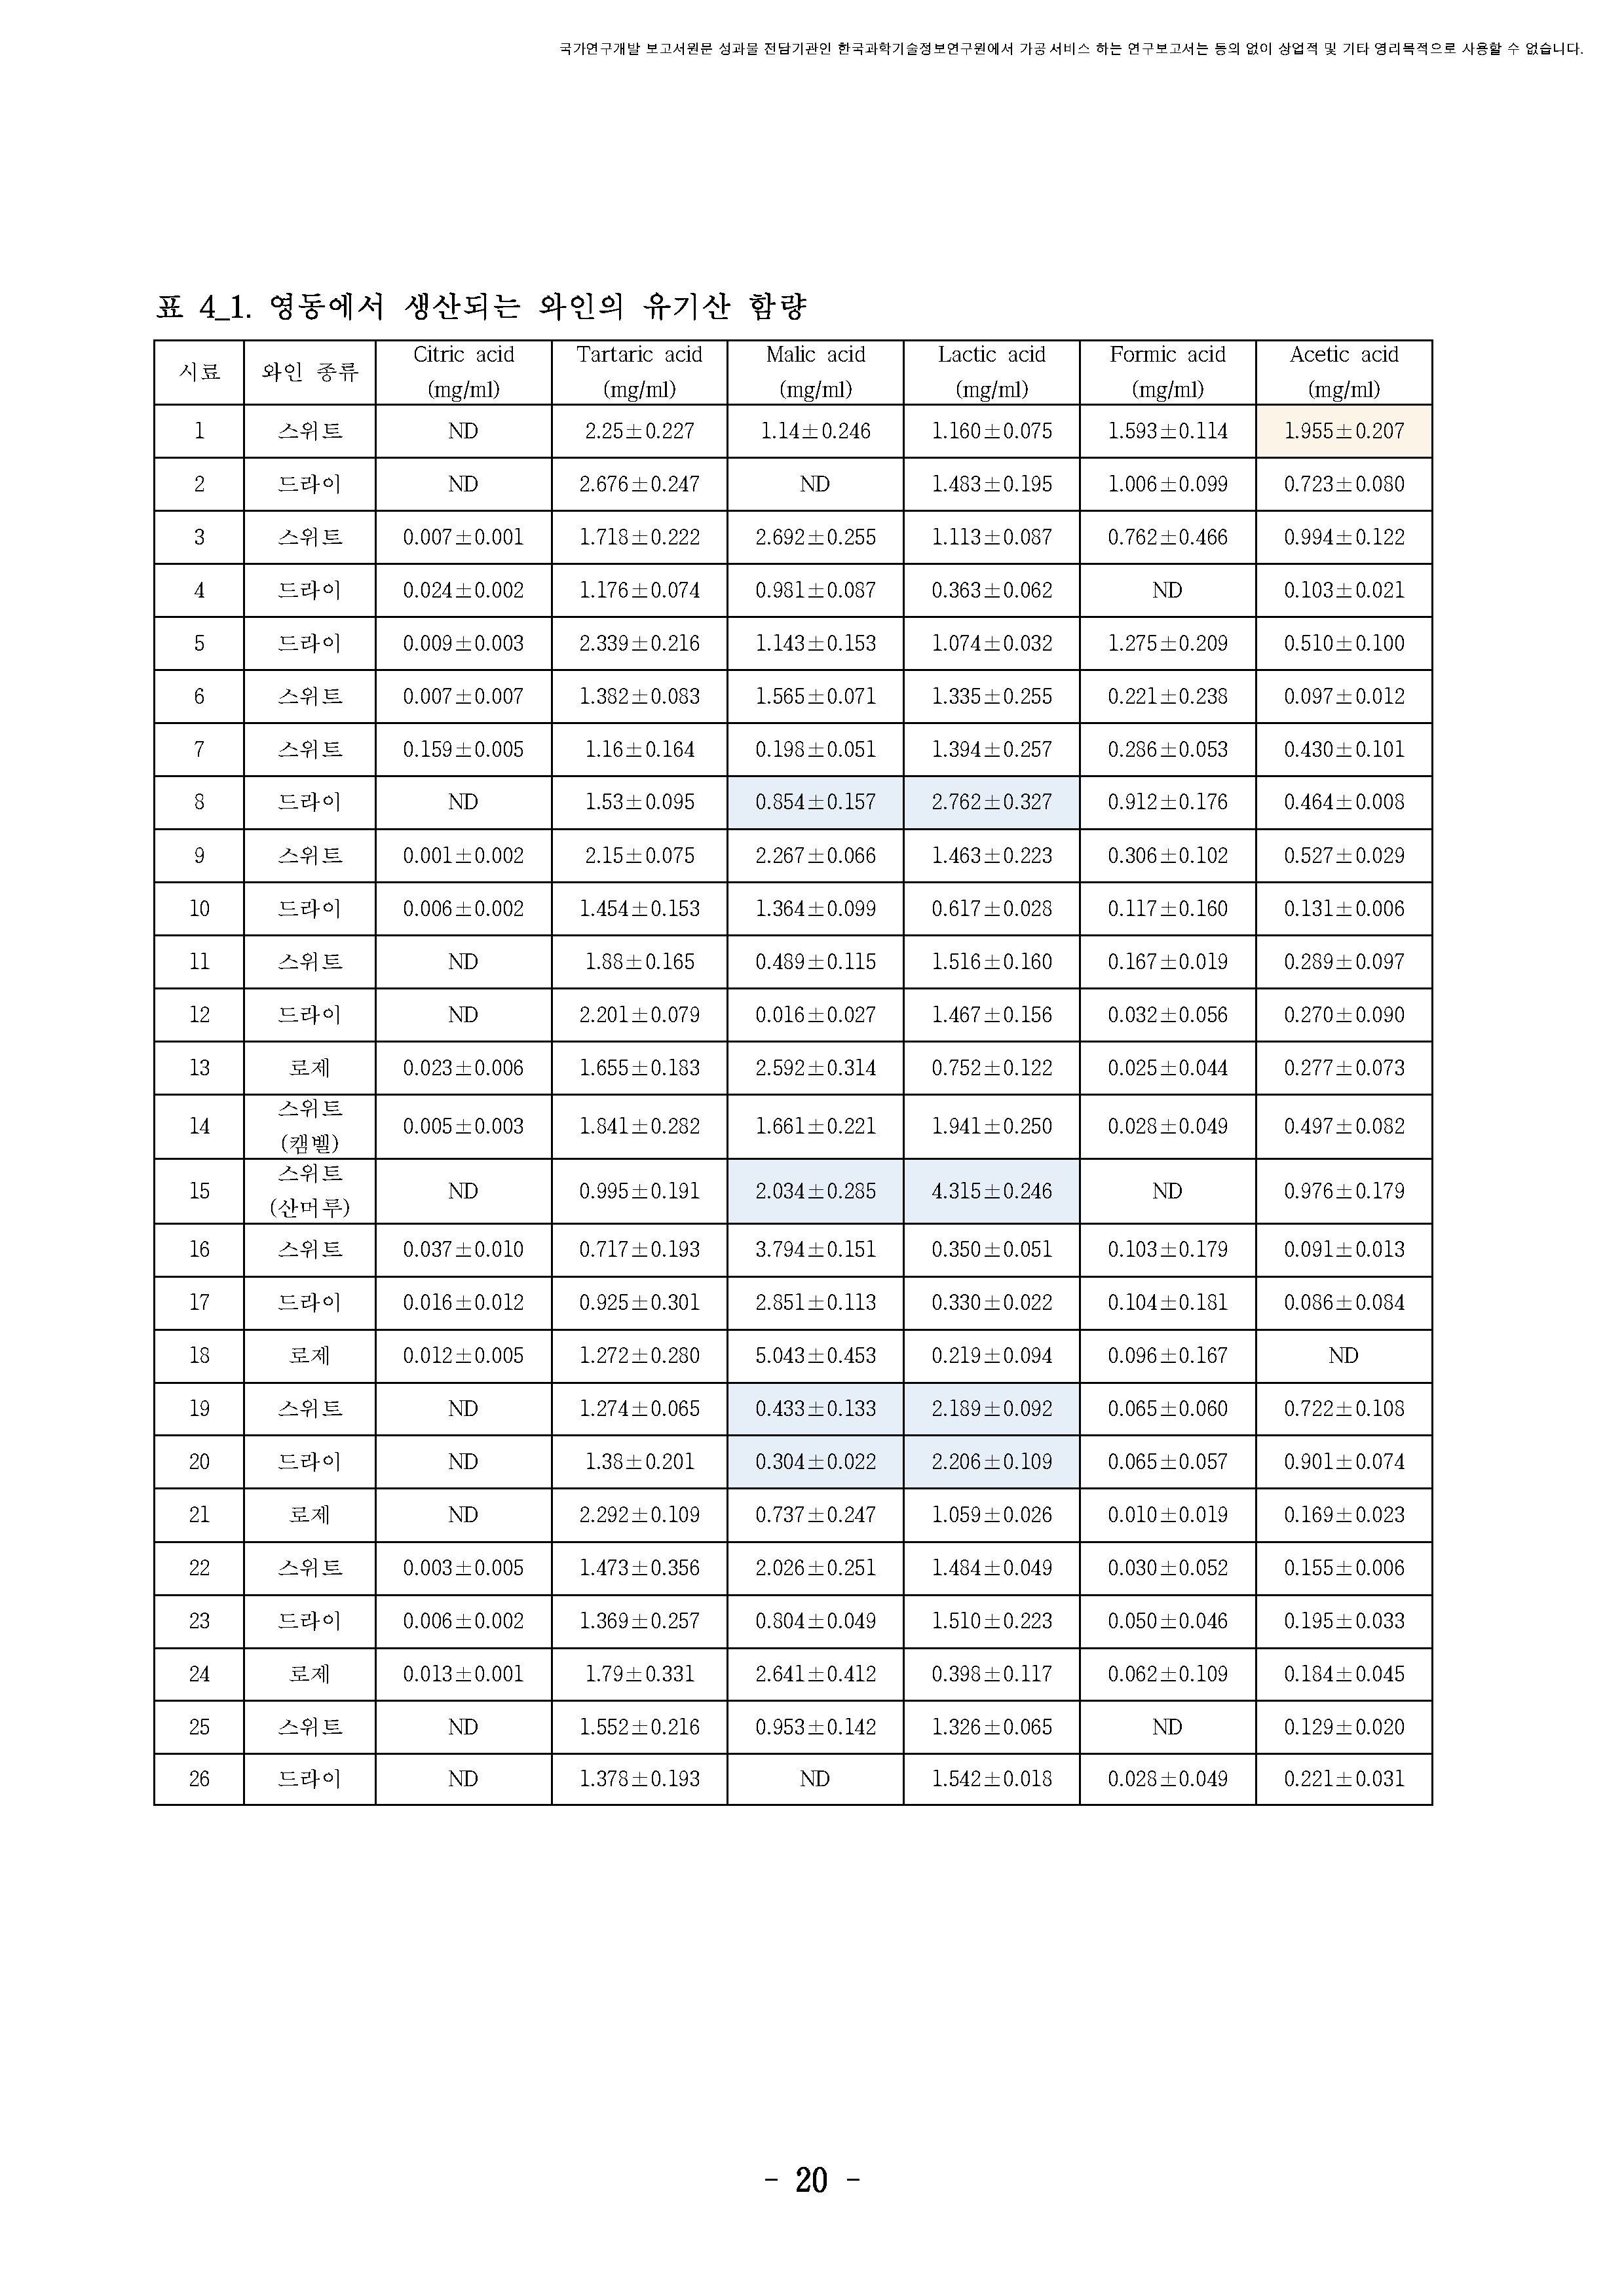 국가연구개발 보고서원문 성과물 전담기관인 한국과학기술정보연구원에서 가공·서비스 하는 연구보고서는 동의 없이 상업적 및 기타 영리목적으로 사용할 수 없습니다.
표 4_1. 영동에서 생산되는 와인의 유기산 함량
시료 와인 종류 Citric acid (mg/ml) Tartaric acid (mg/ml) Malic acid (mg/ml) Lactic acid (mg/ml) Formic acid (mg/ml) Acetic acid (mg/ml)
1 스위트 ND 2.25±0.227 1.14±0.246 1.160±0.075 1.593±0.114 1.955±0.207
2 드라이 ND 2.676±0.247 ND 1.483±0.195 1.006±0.099 0.723±0.080
3 스위트 0.007±0.001 1.718±0.222 2.692±0.255 1.113±0.087 0.762±0.466 0.994±0.122
4 드라이 0.024±0.002 1.176±0.074 0.981±0.087 0.363±0.062 ND 0.103±0.021
5 드라이 0.009±0.003 2.339±0.216 1.143±0.153 1.074±0.032 1.275±0.209 0.510±0.100
6 스위트 0.007±0.007 1.382±0.083 1.565±0.071 1.335±0.255 0.221±0.238 0.097±0.012
7 스위트 0.159±0.005 1.16±0.164 0.198±0.051 1.394±0.257 0.286±0.053 0.430±0.101
8 드라이 ND 1.53±0.095 0.854±0.157 2.762±0.327 0.912±0.176 0.464±0.008
9 스위트 0.001±0.002 2.15±0.075 2.267±0.066 1.463±0.223 0.306±0.102 0.527±0.029
10 드라이 0.006±0.002 1.454±0.153 1.364±0.099 0.617±0.028 0.117±0.160 0.131±0.006
11 스위트 ND 1.88±0.165 0.489±0.115 1.516±0.160 0.167±0.019 0.289±0.097
12 드라이 ND 2.201±0.079 0.016±0.027 1.467±0.156 0.032±0.056 0.270±0.090
13 로제 0.023±0.006 1.655±0.183 2.592±0.314 0.752±0.122 0.025±0.044 0.277±0.073
14 스위트 (캠벨) 0.005±0.003 1.841±0.282 1.661±0.221 1.941±0.250 0.028±0.049 0.497±0.082
15 스위트 (산머루) ND 0.995±0.191 2.034±0.285 4.315±0.246 ND 0.976±0.179
16 스위트 0.037±0.010 0.717±0.193 3.794±0.151 0.350±0.051 0.103±0.179 0.091±0.013
17 드라이 0.016±0.012 0.925±0.301 2.851±0.113 0.330±0.022 0.104±0.181 0.086±0.084
18 로제 0.012±0.005 1.272±0.280 5.043±0.453 0.219±0.094 0.096±0.167 ND
19 스위트 ND 1.274±0.065 0.433±0.133 2.189±0.092 0.065±0.060 0.722±0.108
20 드라이 ND 1.38±0.201 0.304±0.022 2.206±0.109 0.065±0.057 0.901±0.074
21 로제 ND 2.292±0.109 0.737±0.247 1.059±0.026 0.010±0.019 0.169±0.023
22 스위트 0.003±0.005 1.473±0.356 2.026±0.251 1.484±0.049 0.030±0.052 0.155±0.006
23 드라이 0.006±0.002 1.369±0.257 0.804±0.049 1.510±0.223 0.050±0.046 0.195±0.033
24 로제 0.013±0.001 1.79±0.331 2.641±0.412 0.398±0.117 0.062±0.109 0.184±0.045
25 스위트 ND 1.552±0.216 0.953±0.142 1.326±0.065 ND 0.129±0.020
26 드라이 ND 1.378±0.193 ND 1.542±0.018 0.028±0.049 0.221±0.031
- 20 -